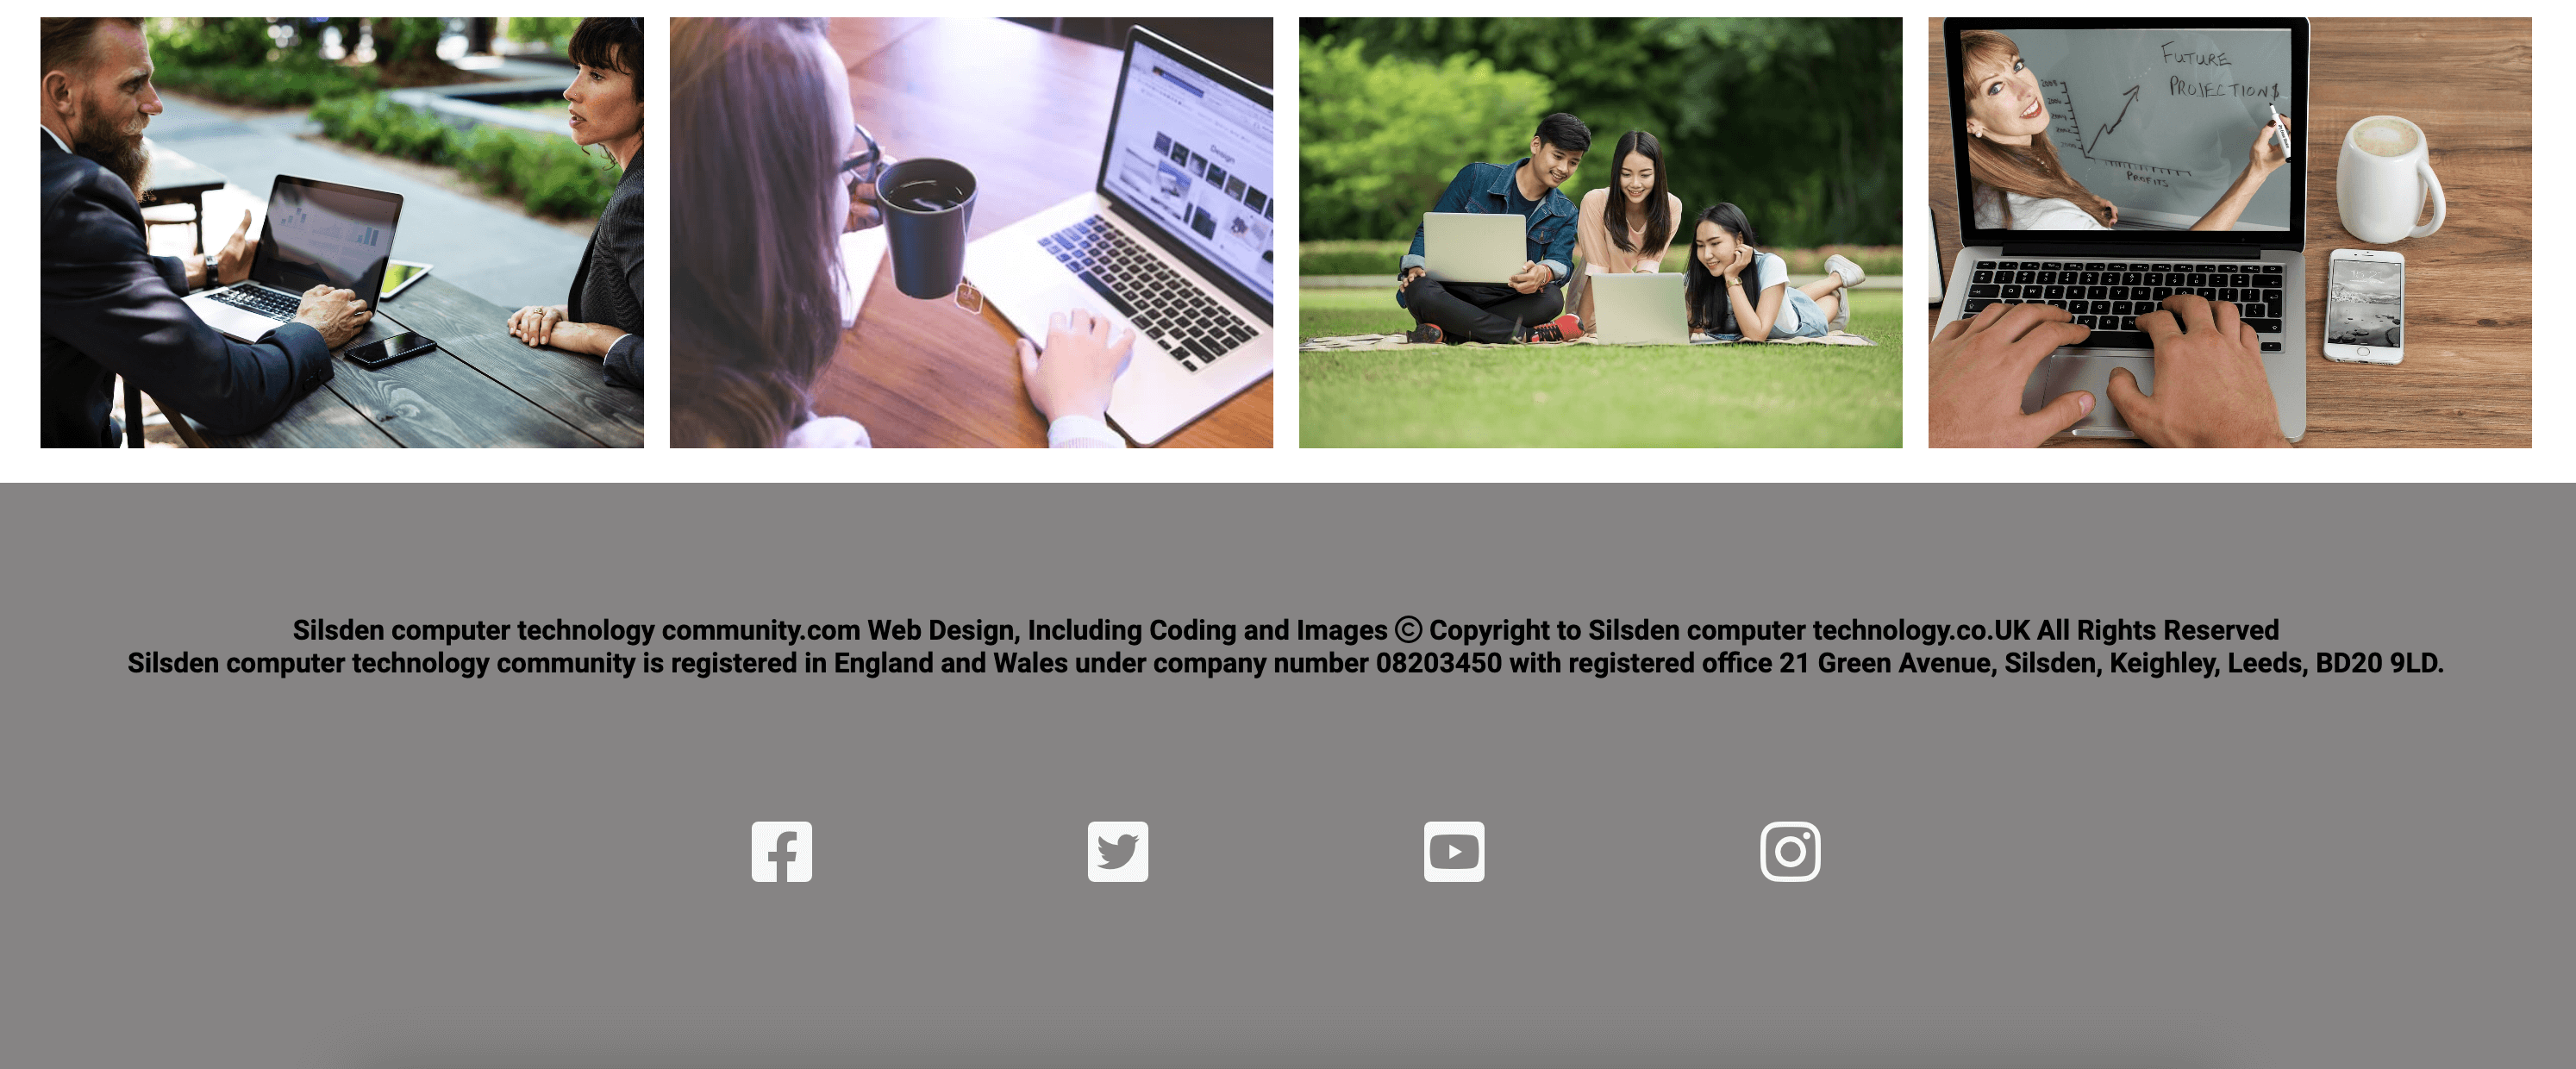 FUTURE
PROJECTIONS
PROFITS
Design
Silsden computer technology community.com Web Design, Including Coding and Images © Copyright to Silsden computer technology.co.UK All Rights Reserved
Silsden computer technology community is registered in England and Wales under company number 08203450 with registered office 21 Green Avenue, Silsden, Keighley, Leeds, BD20 9LD.